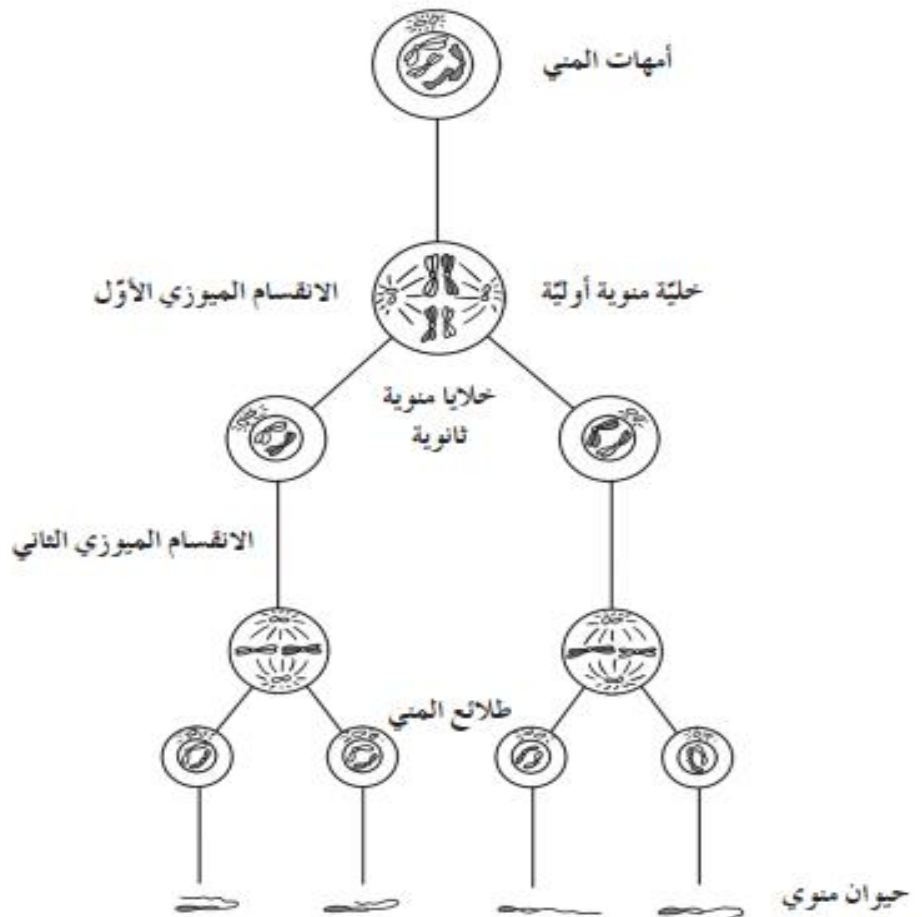 أمهات المني
خليّة منوية أوليّة
الانقسام الميوزي الأوّل
خلايا منوية
ثانوية
الانقسام الميوزي الثاني
طلائع المني
حيوان منوي